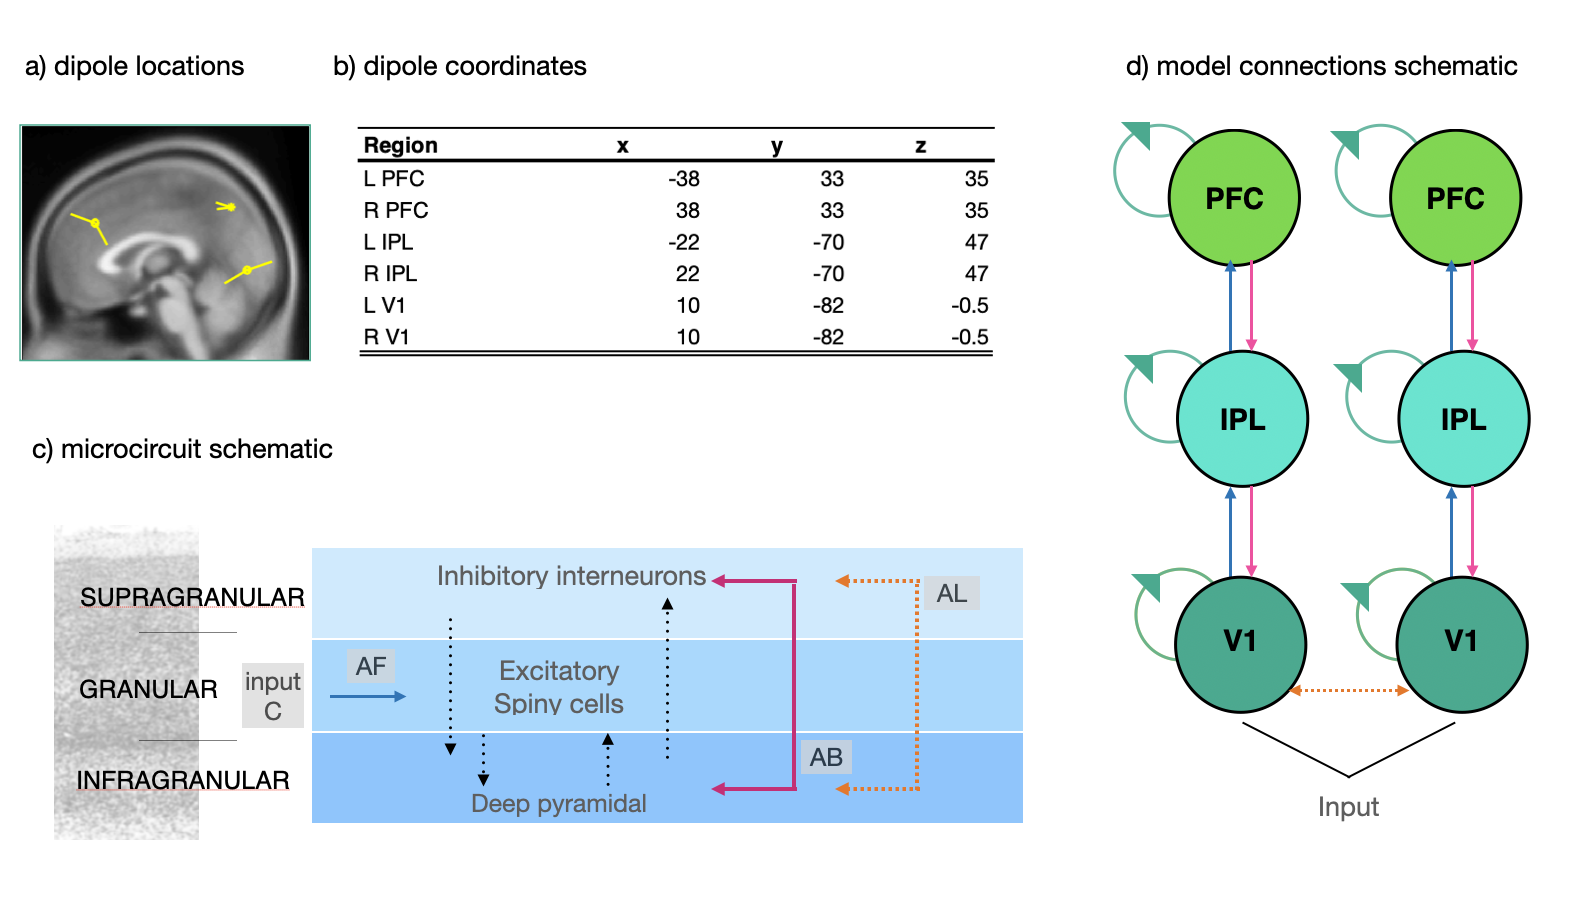 a) dipole locations
b) dipole coordinates
Region x y z
L PFC -38 33 35
R PFC 38 33 35
L IPL -22 -70 47
R IPL 22 -70 47
L V1 10 -82 -0.5
R V1 10 -82 -0.5
c) microcircuit schematic
SUPRAGRANULAR
GRANULAR
INFRAGRANULAR
input
C
AF
Inhibitory interneurons
Excitatory
Spiny cells
Deep pyramidal
AB
AL
d) model connections schematic
PFC PFC
IPL IPL
V1 V1
Input